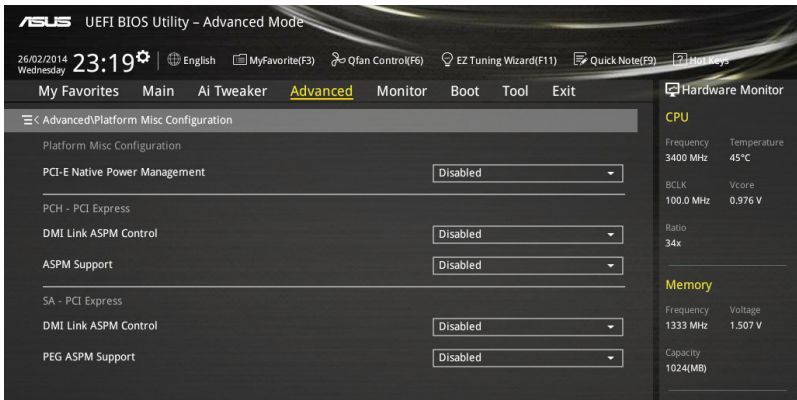 ASUS UEFI BIOS Utility – Advanced Mode
26/02/2014
Wednesday
23:19
English
MyFavorite(F3)
Qfan Control(F6)
EZ Tuning Wizard(F11)
Quick Note(F9)
? Hot Keys
My Favorites Main Ai Tweaker Advanced Monitor Boot Tool Exit
Hardware Monitor
< Advanced\Platform Misc Configuration
Platform Misc Configuration
PCI-E Native Power Management Disabled
PCH - PCI Express
DMI Link ASPM Control Disabled
ASPM Support Disabled
SA - PCI Express
DMI Link ASPM Control Disabled
PEG ASPM Support Disabled
CPU
Frequency Temperature
3400 MHz 45°C
BCLK Vcore
100.0 MHz 0.976 V
Ratio
34x
Memory
Frequency Voltage
1333 MHz 1.507 V
Capacity
1024(MB)